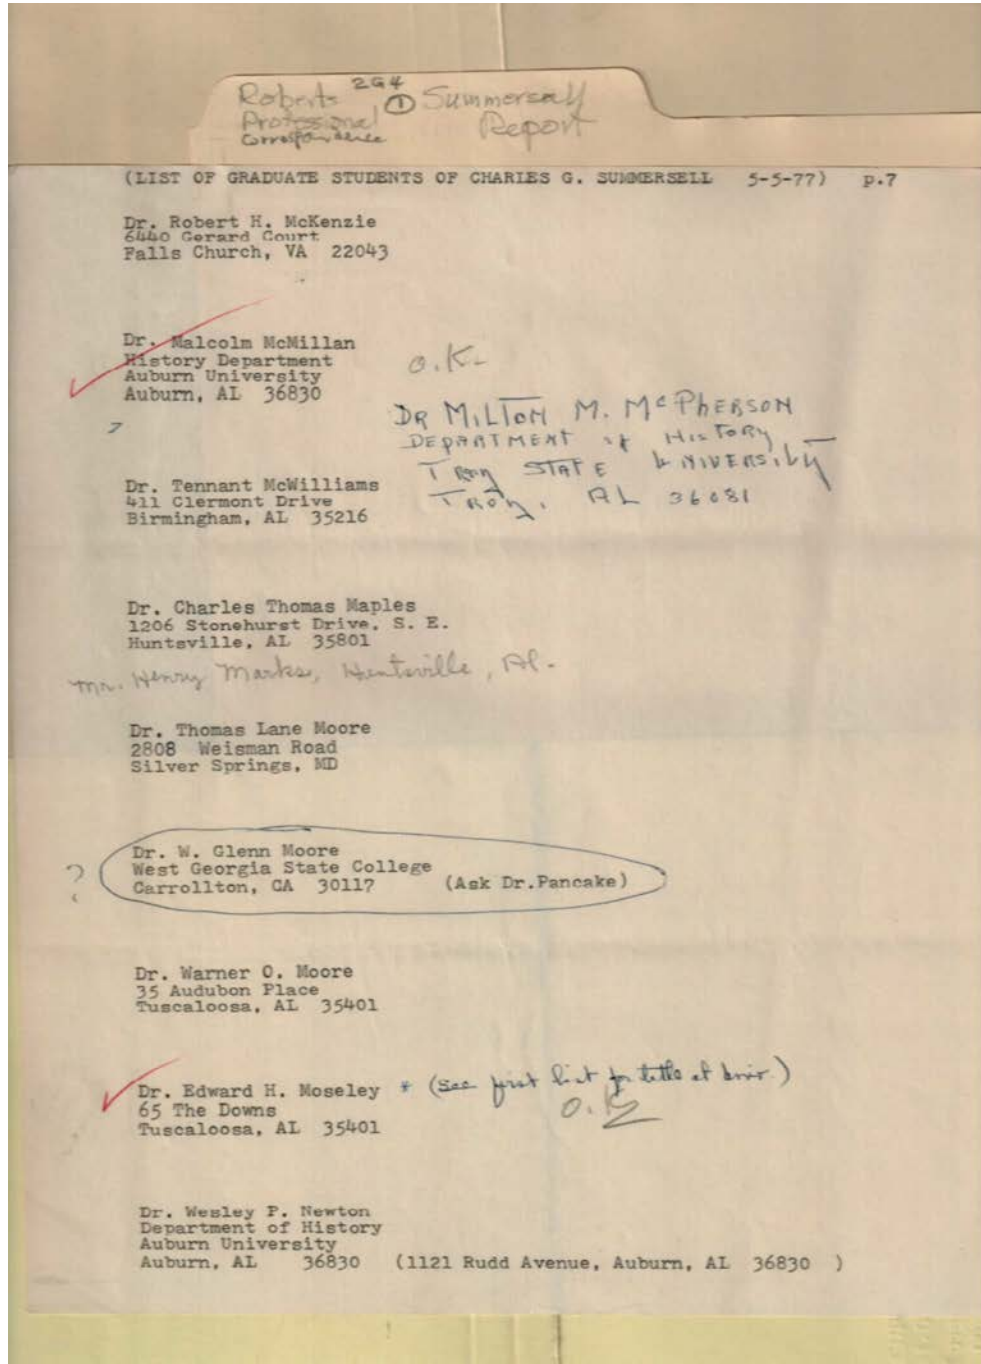 2G4
Roberts ① Summersell
Professional Report
Correspondence
(LIST OF GRADUATE STUDENTS OF CHARLES G. SUMMERSELL 5-5-77) p.7
Dr. Robert H. McKenzie
6440 Gerard Court
Falls Church, VA 22043
Dr. Malcolm McMillan
History Department
Auburn University
Auburn, AL 36830
O.K.
DR MILTON M. McPHERSON
DEPARTMENT of HISTORY
TROY STATE UNIVERSITY
TROY, AL 36081
Dr. Tennant McWilliams
411 Clermont Drive
Birmingham, AL 35216
Dr. Charles Thomas Maples
1206 Stonehurst Drive, S. E.
Huntsville, AL 35801
Mr. Henry Marks, Huntsville, Al.
Dr. Thomas Lane Moore
2808 Weisman Road
Silver Springs, MD
?
Dr. W. Glenn Moore
West Georgia State College
Carrollton, CA 30117 (Ask Dr.Pancake)
Dr. Warner O. Moore
35 Audubon Place
Tuscaloosa, AL 35401
Dr. Edward H. Moseley * (See first list for title at Univ.)
65 The Downs O.K.
Tuscaloosa, AL 35401
Dr. Wesley P. Newton
Department of History
Auburn University
Auburn, AL 36830 (1121 Rudd Avenue, Auburn, AL 36830 )